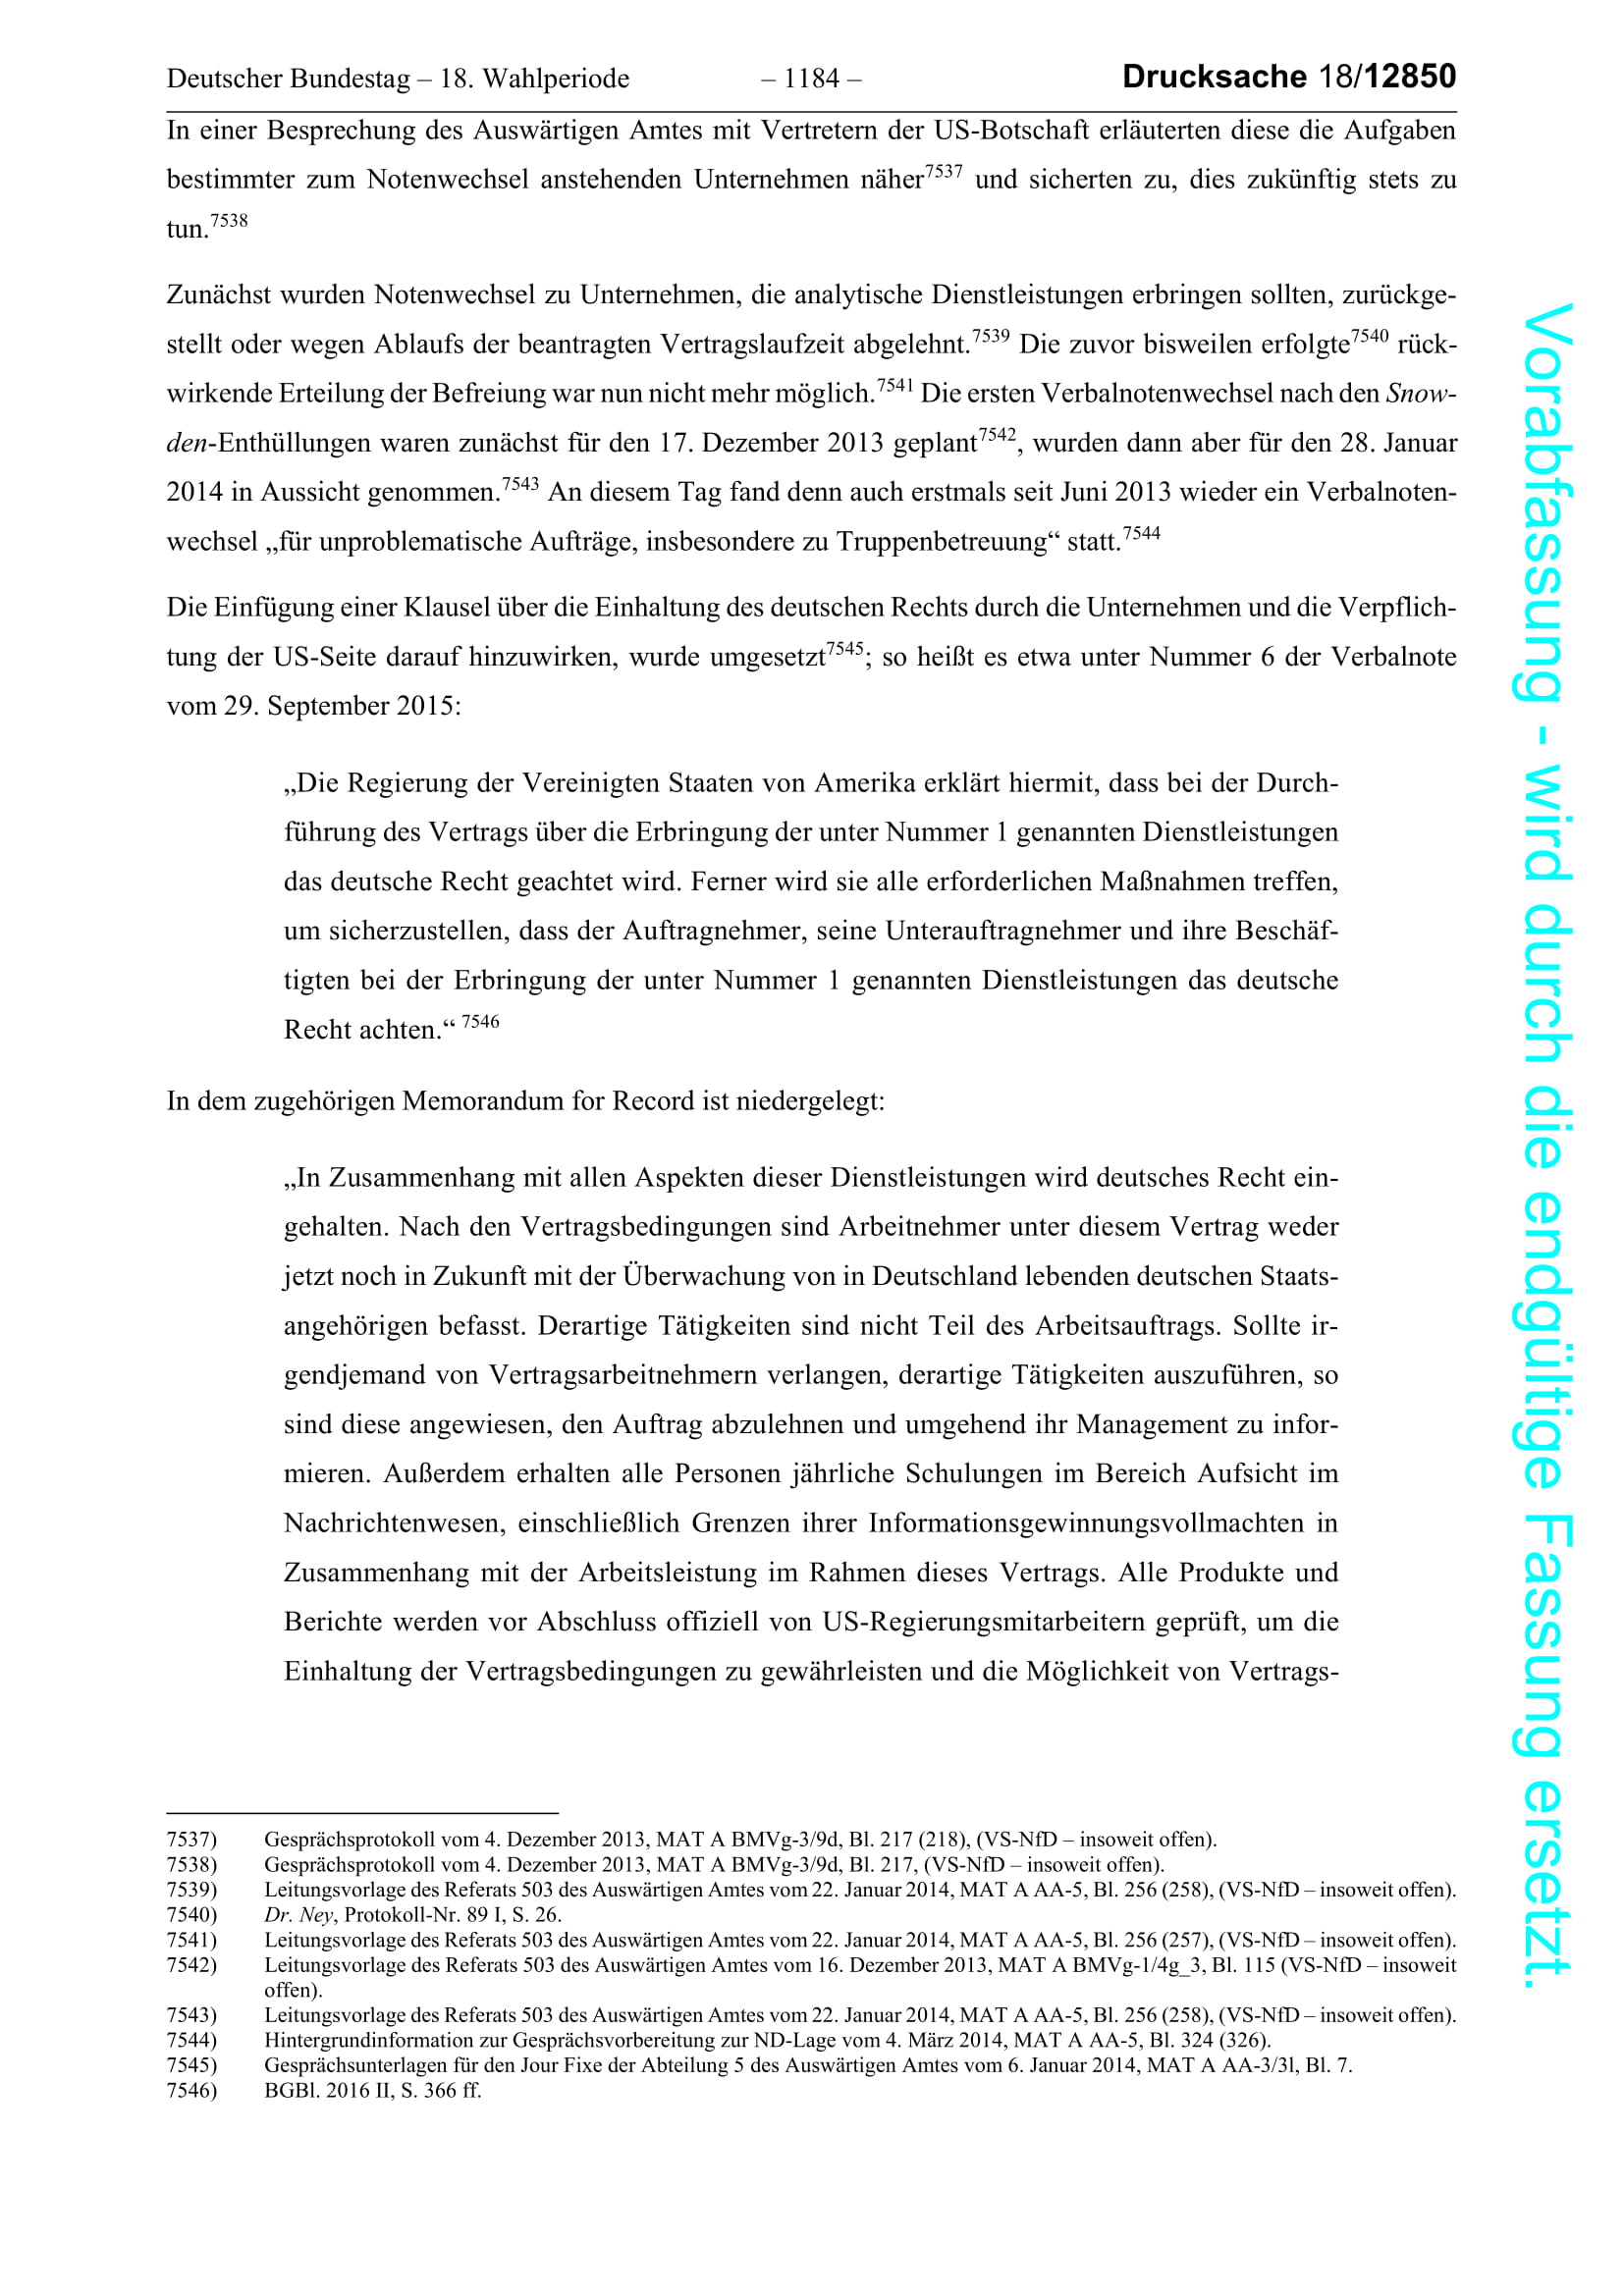 Deutscher Bundestag – 18. Wahlperiode – 1184 – Drucksache 18/12850
In einer Besprechung des Auswärtigen Amtes mit Vertretern der US-Botschaft erläuterten diese die Aufgaben
bestimmter zum Notenwechsel anstehenden Unternehmen näher7537 und sicherten zu, dies zukünftig stets zu
tun.7538
Zunächst wurden Notenwechsel zu Unternehmen, die analytische Dienstleistungen erbringen sollten, zurückge-
stellt oder wegen Ablaufs der beantragten Vertragslaufzeit abgelehnt.7539 Die zuvor bisweilen erfolgte7540 rück-
wirkende Erteilung der Befreiung war nun nicht mehr möglich.7541 Die ersten Verbalnotenwechsel nach den Snow-
den-Enthüllungen waren zunächst für den 17. Dezember 2013 geplant7542, wurden dann aber für den 28. Januar
2014 in Aussicht genommen.7543 An diesem Tag fand denn auch erstmals seit Juni 2013 wieder ein Verbalnoten-
wechsel „für unproblematische Aufträge, insbesondere zu Truppenbetreuung“ statt.7544
Die Einfügung einer Klausel über die Einhaltung des deutschen Rechts durch die Unternehmen und die Verpflich-
tung der US-Seite darauf hinzuwirken, wurde umgesetzt7545; so heißt es etwa unter Nummer 6 der Verbalnote
vom 29. September 2015:
„Die Regierung der Vereinigten Staaten von Amerika erklärt hiermit, dass bei der Durch-
führung des Vertrags über die Erbringung der unter Nummer 1 genannten Dienstleistungen
das deutsche Recht geachtet wird. Ferner wird sie alle erforderlichen Maßnahmen treffen,
um sicherzustellen, dass der Auftragnehmer, seine Unterauftragnehmer und ihre Beschäf-
tigten bei der Erbringung der unter Nummer 1 genannten Dienstleistungen das deutsche
Recht achten.“ 7546
In dem zugehörigen Memorandum for Record ist niedergelegt:
„In Zusammenhang mit allen Aspekten dieser Dienstleistungen wird deutsches Recht ein-
gehalten. Nach den Vertragsbedingungen sind Arbeitnehmer unter diesem Vertrag weder
jetzt noch in Zukunft mit der Überwachung von in Deutschland lebenden deutschen Staats-
angehörigen befasst. Derartige Tätigkeiten sind nicht Teil des Arbeitsauftrags. Sollte ir-
gendjemand von Vertragsarbeitnehmern verlangen, derartige Tätigkeiten auszuführen, so
sind diese angewiesen, den Auftrag abzulehnen und umgehend ihr Management zu infor-
mieren. Außerdem erhalten alle Personen jährliche Schulungen im Bereich Aufsicht im
Nachrichtenwesen, einschließlich Grenzen ihrer Informationsgewinnungsvollmachten in
Zusammenhang mit der Arbeitsleistung im Rahmen dieses Vertrags. Alle Produkte und
Berichte werden vor Abschluss offiziell von US-Regierungsmitarbeitern geprüft, um die
Einhaltung der Vertragsbedingungen zu gewährleisten und die Möglichkeit von Vertrags-
7537) Gesprächsprotokoll vom 4. Dezember 2013, MAT A BMVg-3/9d, Bl. 217 (218), (VS-NfD – insoweit offen).
7538) Gesprächsprotokoll vom 4. Dezember 2013, MAT A BMVg-3/9d, Bl. 217, (VS-NfD – insoweit offen).
7539) Leitungsvorlage des Referats 503 des Auswärtigen Amtes vom 22. Januar 2014, MAT A AA-5, Bl. 256 (258), (VS-NfD – insoweit offen).
7540) Dr. Ney, Protokoll-Nr. 89 I, S. 26.
7541) Leitungsvorlage des Referats 503 des Auswärtigen Amtes vom 22. Januar 2014, MAT A AA-5, Bl. 256 (257), (VS-NfD – insoweit offen).
7542) Leitungsvorlage des Referats 503 des Auswärtigen Amtes vom 16. Dezember 2013, MAT A BMVg-1/4g_3, Bl. 115 (VS-NfD – insoweit
offen).
7543) Leitungsvorlage des Referats 503 des Auswärtigen Amtes vom 22. Januar 2014, MAT A AA-5, Bl. 256 (258), (VS-NfD – insoweit offen).
7544) Hintergrundinformation zur Gesprächsvorbereitung zur ND-Lage vom 4. März 2014, MAT A AA-5, Bl. 324 (326).
7545) Gesprächsunterlagen für den Jour Fixe der Abteilung 5 des Auswärtigen Amtes vom 6. Januar 2014, MAT A AA-3/3l, Bl. 7.
7546) BGBl. 2016 II, S. 366 ff.
Vorabfassung - wird durch die endgültige Fassung ersetzt.